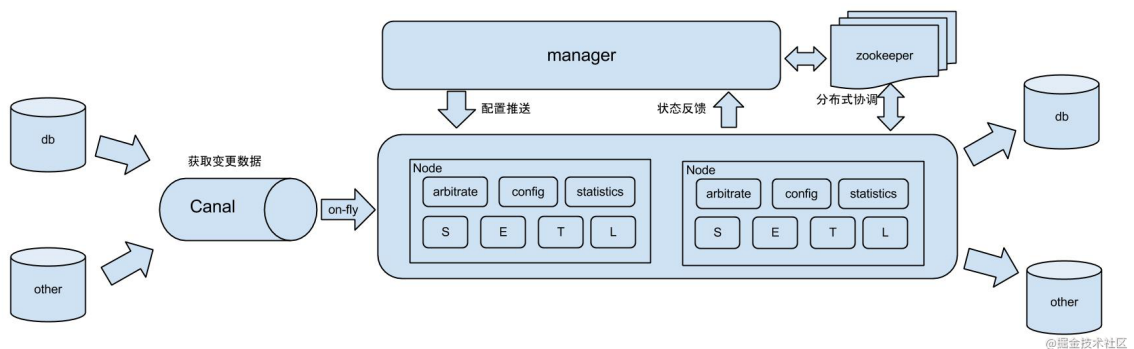 manager
zookeeper
配置推送
状态反馈
分布式协调
db
other
获取变更数据
Canal
on-fly
Node
arbitrate
config
statistics
S
E
T
L
Node
arbitrate
config
statistics
S
E
T
L
db
other
@掘金技术社区